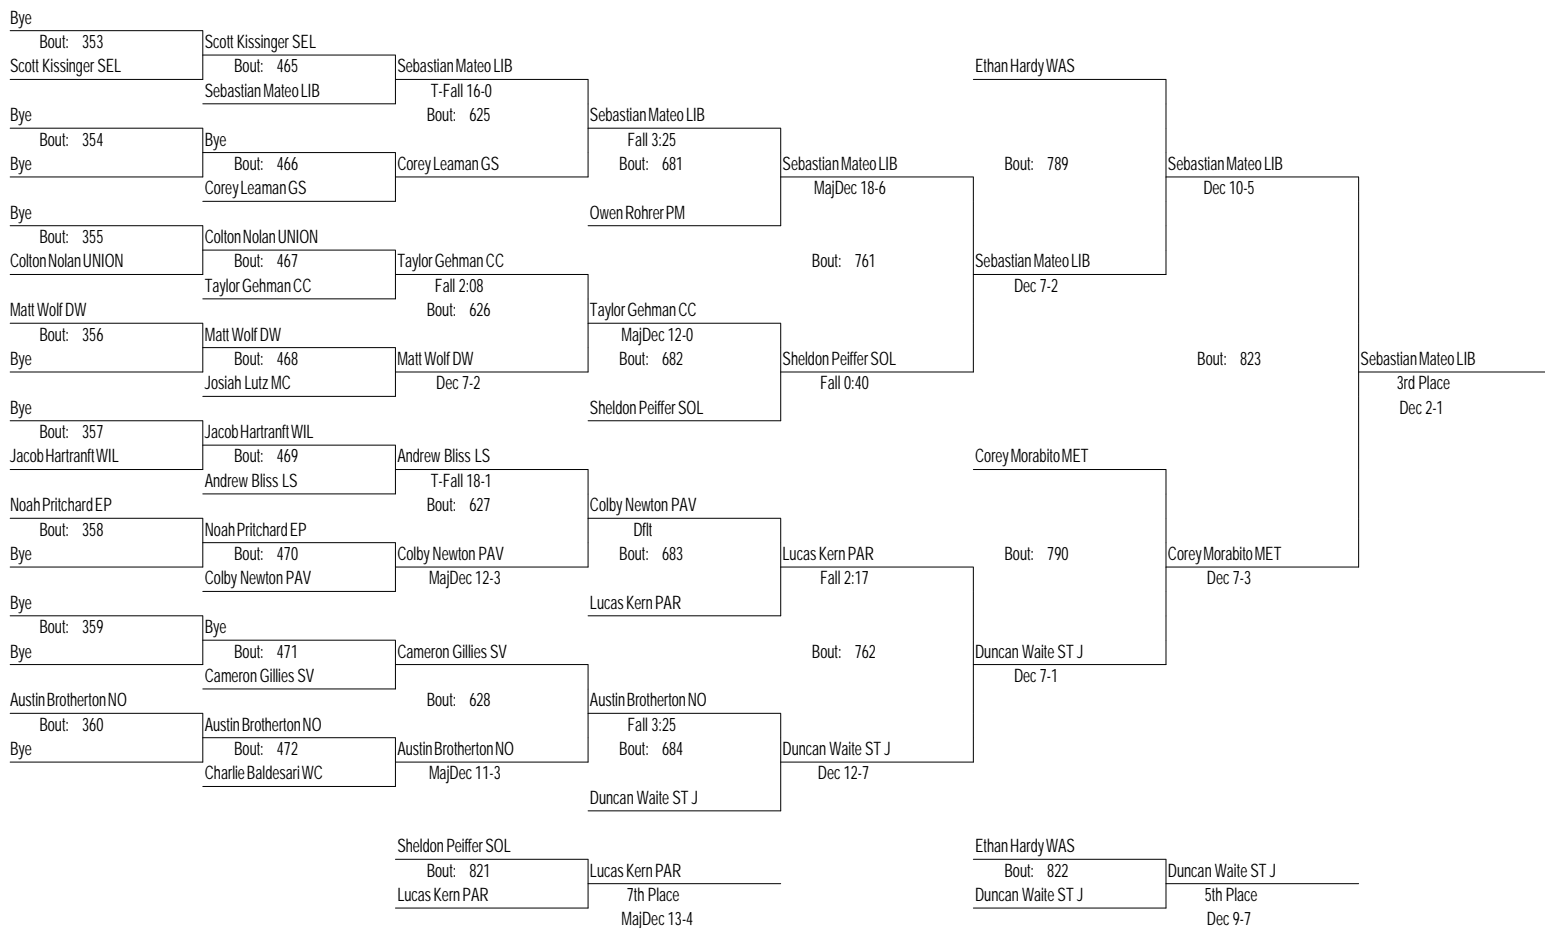 Bye
Bout: 353
Scott Kissinger SEL
Bye
Bout: 354
Bye
Bye
Bout: 355
Colton Nolan UNION
Matt Wolf DW
Bout: 356
Bye
Bye
Bout: 357
Jacob Hartranft WIL
Noah Pritchard EP
Bout: 358
Bye
Bye
Bout: 359
Bye
Austin Brotherton NO
Bout: 360
Bye
Scott Kissinger SEL
Bout: 465
Sebastian Mateo LIB
Bye
Bout: 466
Corey Leaman GS
Colton Nolan UNION
Bout: 467
Taylor Gehman CC
Matt Wolf DW
Bout: 468
Josiah Lutz MC
Jacob Hartranft WIL
Bout: 469
Andrew Bliss LS
Noah Pritchard EP
Bout: 470
Colby Newton PAV
Bye
Bout: 471
Cameron Gillies SV
Austin Brotherton NO
Bout: 472
Charlie Baldesari WC
Sebastian Mateo LIB
T-Fall 16-0
Bout: 625
Corey Leaman GS
Taylor Gehman CC
Fall 2:08
Bout: 626
Matt Wolf DW
Dec 7-2
Andrew Bliss LS
T-Fall 18-1
Bout: 627
Colby Newton PAV
MajDec 12-3
Cameron Gillies SV
Bout: 628
Austin Brotherton NO
MajDec 11-3
Sebastian Mateo LIB
Fall 3:25
Bout: 681
Owen Rohrer PM
Taylor Gehman CC
MajDec 12-0
Bout: 682
Sheldon Peiffer SOL
Colby Newton PAV
Dflt
Bout: 683
Lucas Kern PAR
Austin Brotherton NO
Fall 3:25
Bout: 684
Duncan Waite ST J
Sebastian Mateo LIB
MajDec 18-6
Bout: 761
Sheldon Peiffer SOL
Fall 0:40
Lucas Kern PAR
Fall 2:17
Bout: 762
Duncan Waite ST J
Dec 12-7
Ethan Hardy WAS
Bout: 789
Sebastian Mateo LIB
Dec 7-2
Corey Morabito MET
Bout: 790
Duncan Waite ST J
Dec 7-1
Sebastian Mateo LIB
Dec 10-5
Bout: 823
Corey Morabito MET
Dec 7-3
Sebastian Mateo LIB
3rd Place
Dec 2-1
Sheldon Peiffer SOL
Bout: 821
Lucas Kern PAR
Lucas Kern PAR
7th Place
MajDec 13-4
Ethan Hardy WAS
Bout: 822
Duncan Waite ST J
Duncan Waite ST J
5th Place
Dec 9-7